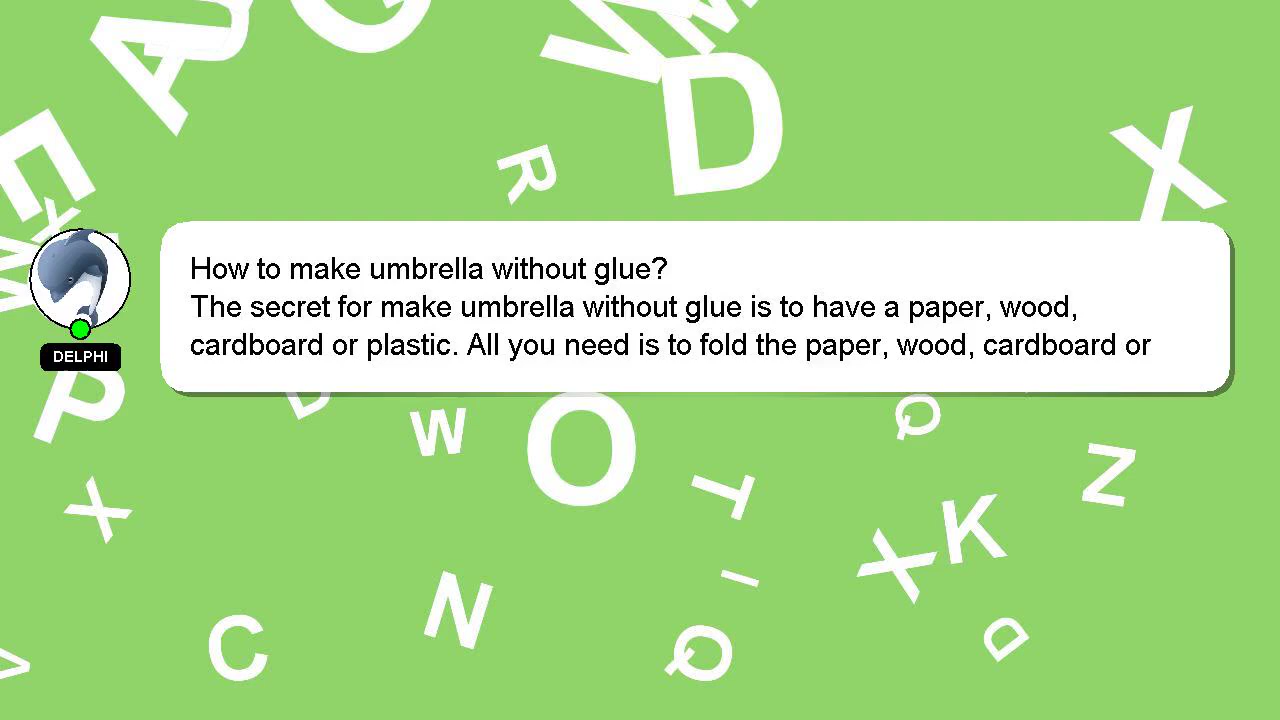 How to make umbrella without glue?
The secret for make umbrella without glue is to have a paper, wood,
cardboard or plastic. All you need is to fold the paper, wood, cardboard or
DELPHI
A
G
M
D
E
R
X
P
D
W
O
Q
T
Z
X
K
X
I
N
C
Q
D
V